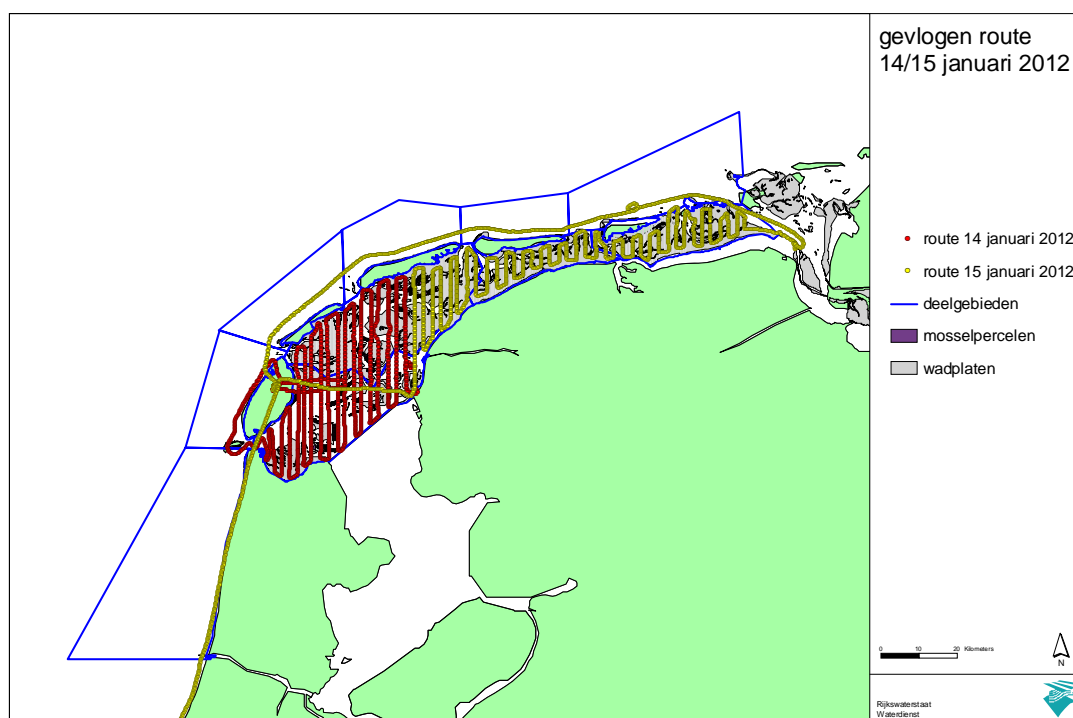 gevlogen route
14/15 januari 2012
route 14 januari 2012
route 15 januari 2012
deelgebieden
mosselpercelen
wadplaten
0 10 20 Kilometers
N
Rijkswaterstaat
Waterdienst